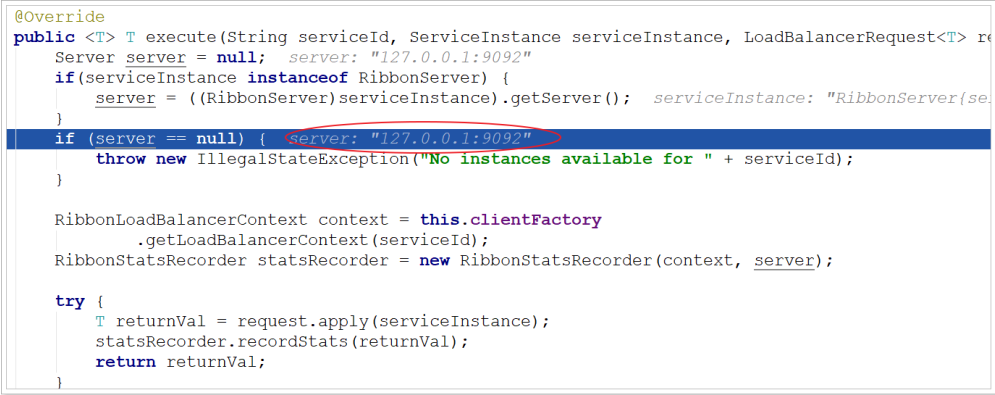 @Override
public <T> T execute(String serviceId, ServiceInstance serviceInstance, LoadBalancerRequest<T> re
    Server server = null;  server: "127.0.0.1:9092"
    if(serviceInstance instanceof RibbonServer) {
        server = ((RibbonServer)serviceInstance).getServer();  serviceInstance: "RibbonServer{se
    }
    if (server == null) {  server: "127.0.0.1:9092"
        throw new IllegalStateException("No instances available for " + serviceId);
    }

    RibbonLoadBalancerContext context = this.clientFactory
            .getLoadBalancerContext(serviceId);
    RibbonStatsRecorder statsRecorder = new RibbonStatsRecorder(context, server);

    try {
        T returnVal = request.apply(serviceInstance);
        statsRecorder.recordStats(returnVal);
        return returnVal;
    }